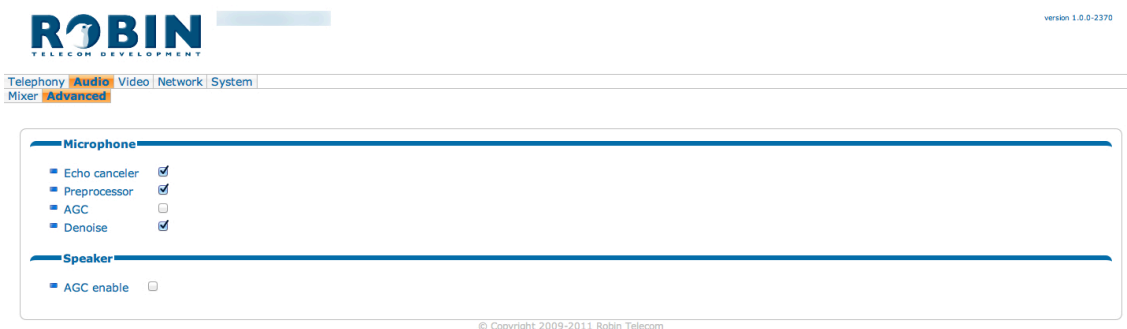 ROBIN
TELECOM DEVELOPMENT
version 1.0.0-2370
Telephony Audio Video Network System
Mixer Advanced
Microphone
Echo canceler
Preprocessor
AGC
Denoise
Speaker
AGC enable
© Copyright 2009-2011 Robin Telecom